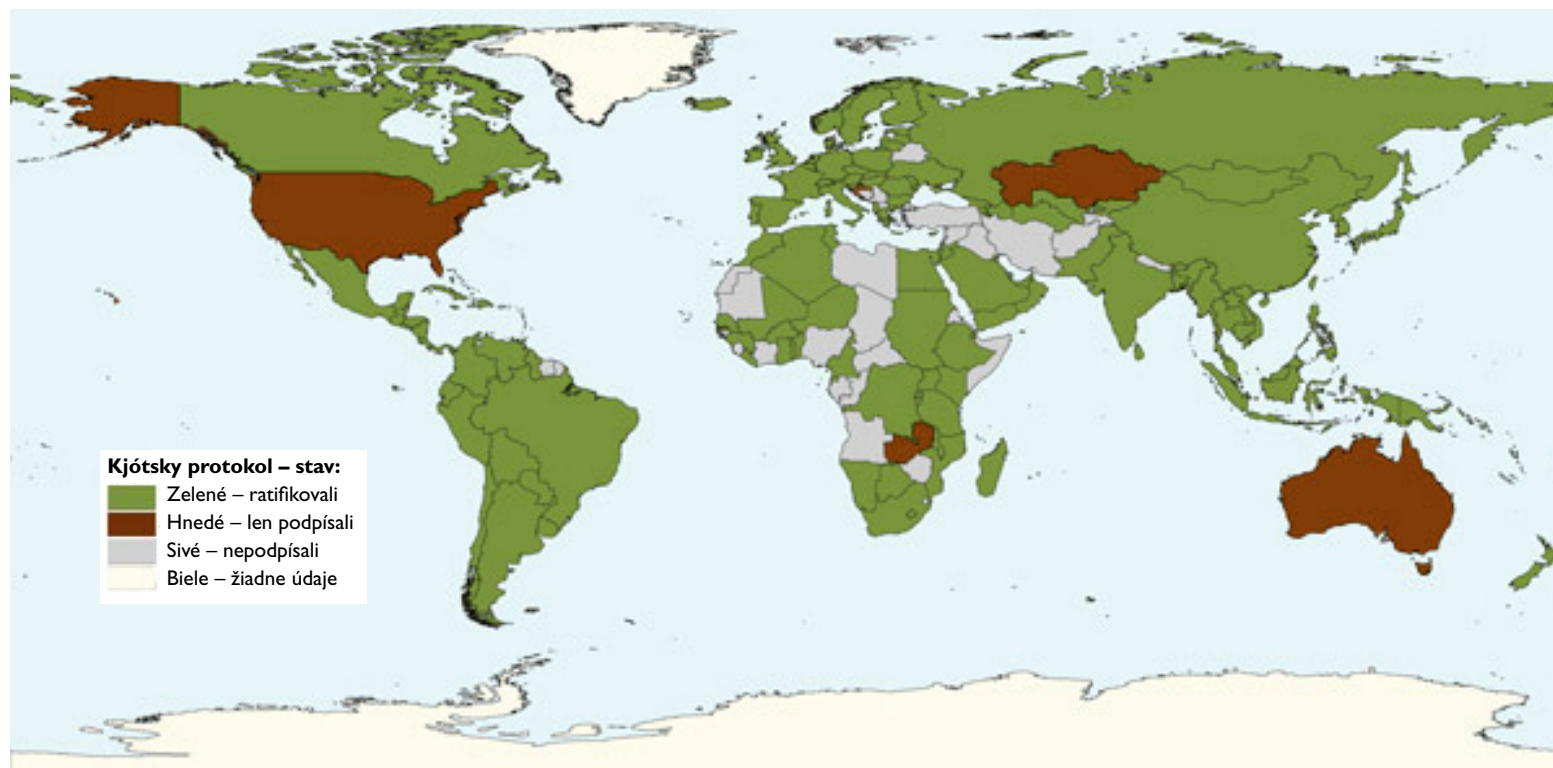 Kjótsky protokol – stav:
Zelené – ratifikovali
Hnedé – len podpísali
Sivé – nepodpísali
Biele – žiadne údaje